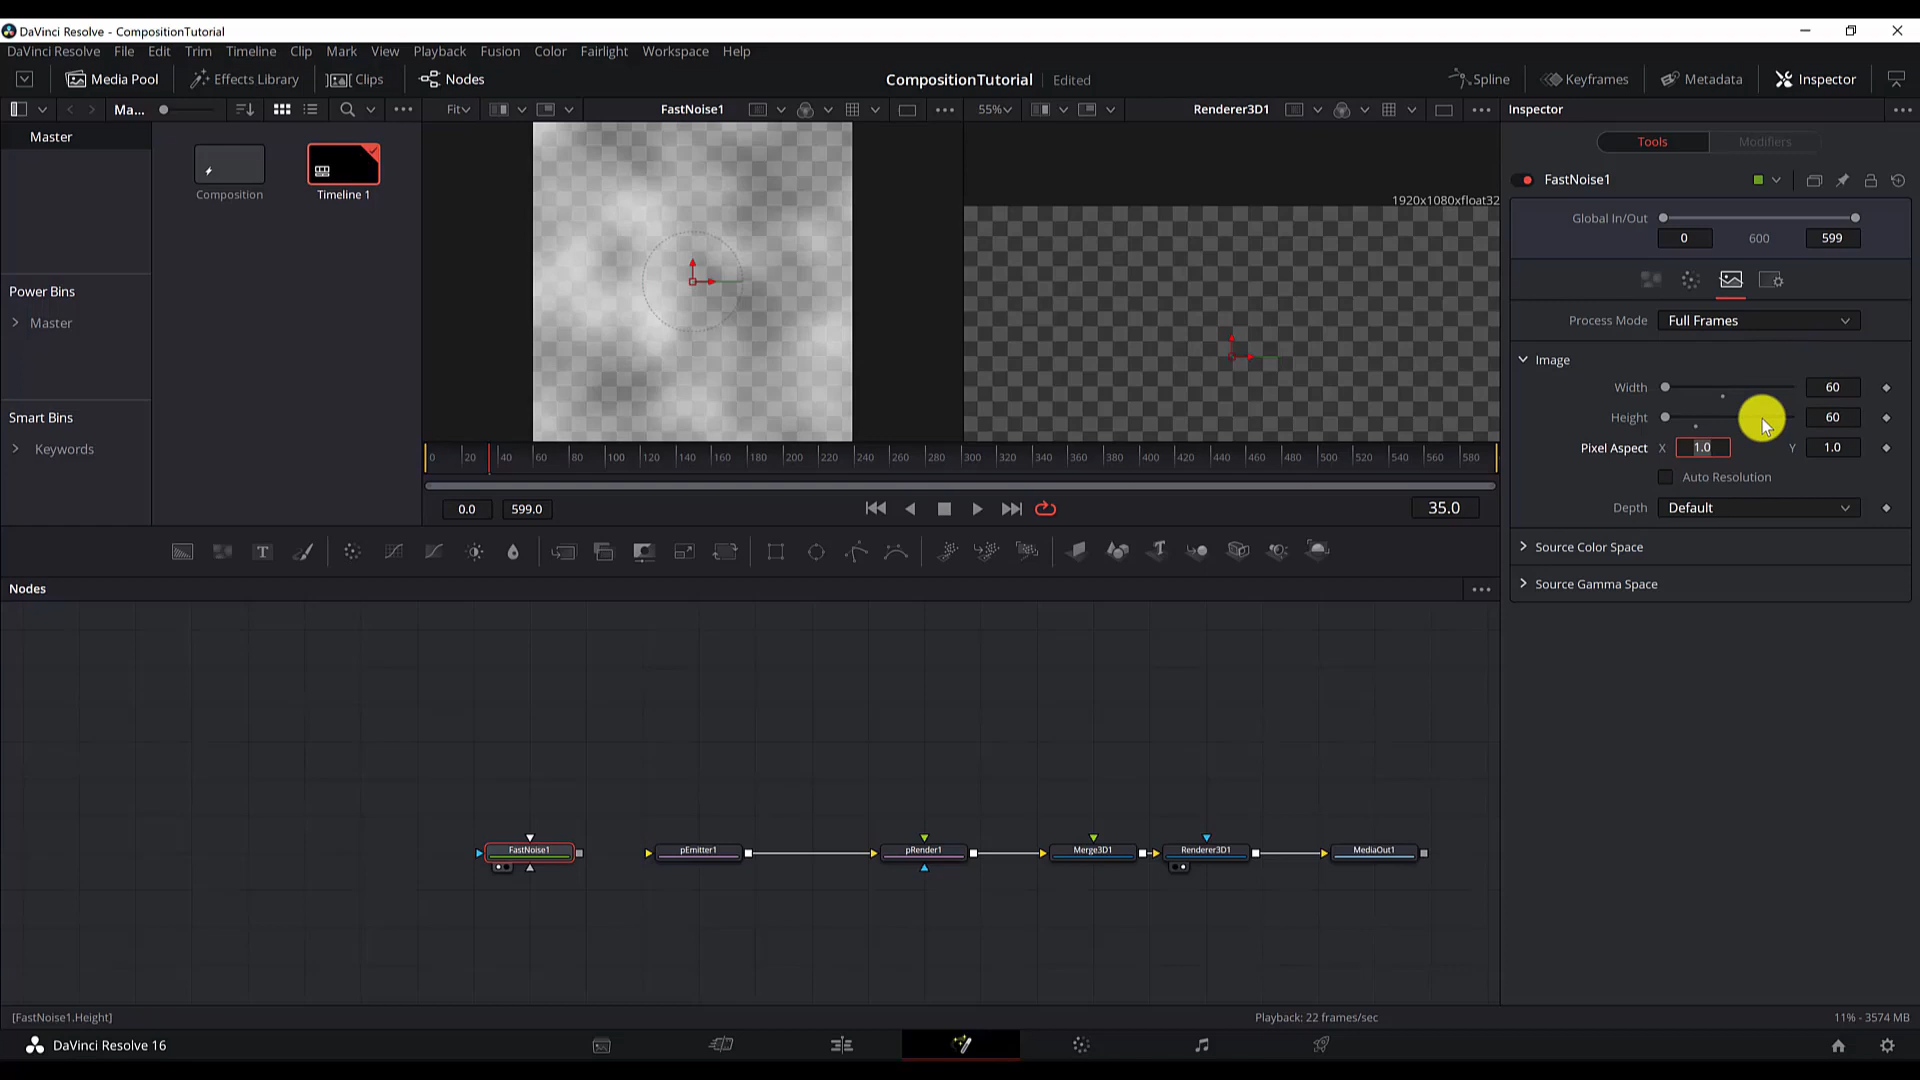 DaVinci Resolve - CompositionTutorial
DaVinci Resolve File Edit Trim Timeline Clip Mark View Playback Fusion Color Fairlight Workspace Help
Media Pool Effects Library Clips Nodes CompositionTutorial Edited Spline Keyframes Metadata Inspector
Ma... Fit FastNoise1 55% Renderer3D1 Inspector
Master
Composition
Timeline 1
Power Bins
Master
Smart Bins
Keywords
1920x1080xfloat32
0 20 40 60 80 100 120 140 160 180 200 220 240 260 280 300 320 340 360 380 400 420 440 460 480 500 520 540 560 580
0.0 599.0 35.0
T
Nodes
FastNoise1 pEmitter1 pRender1 Merge3D1 Renderer3D1 MediaOut1
Tools Modifiers
FastNoise1
Global In/Out
0 600 599
Process Mode Full Frames
Image
Width 60
Height 60
Pixel Aspect X 1.0 Y 1.0
Auto Resolution
Depth Default
Source Color Space
Source Gamma Space
[FastNoise1.Height] Playback: 22 frames/sec 11% - 3574 MB
DaVinci Resolve 16